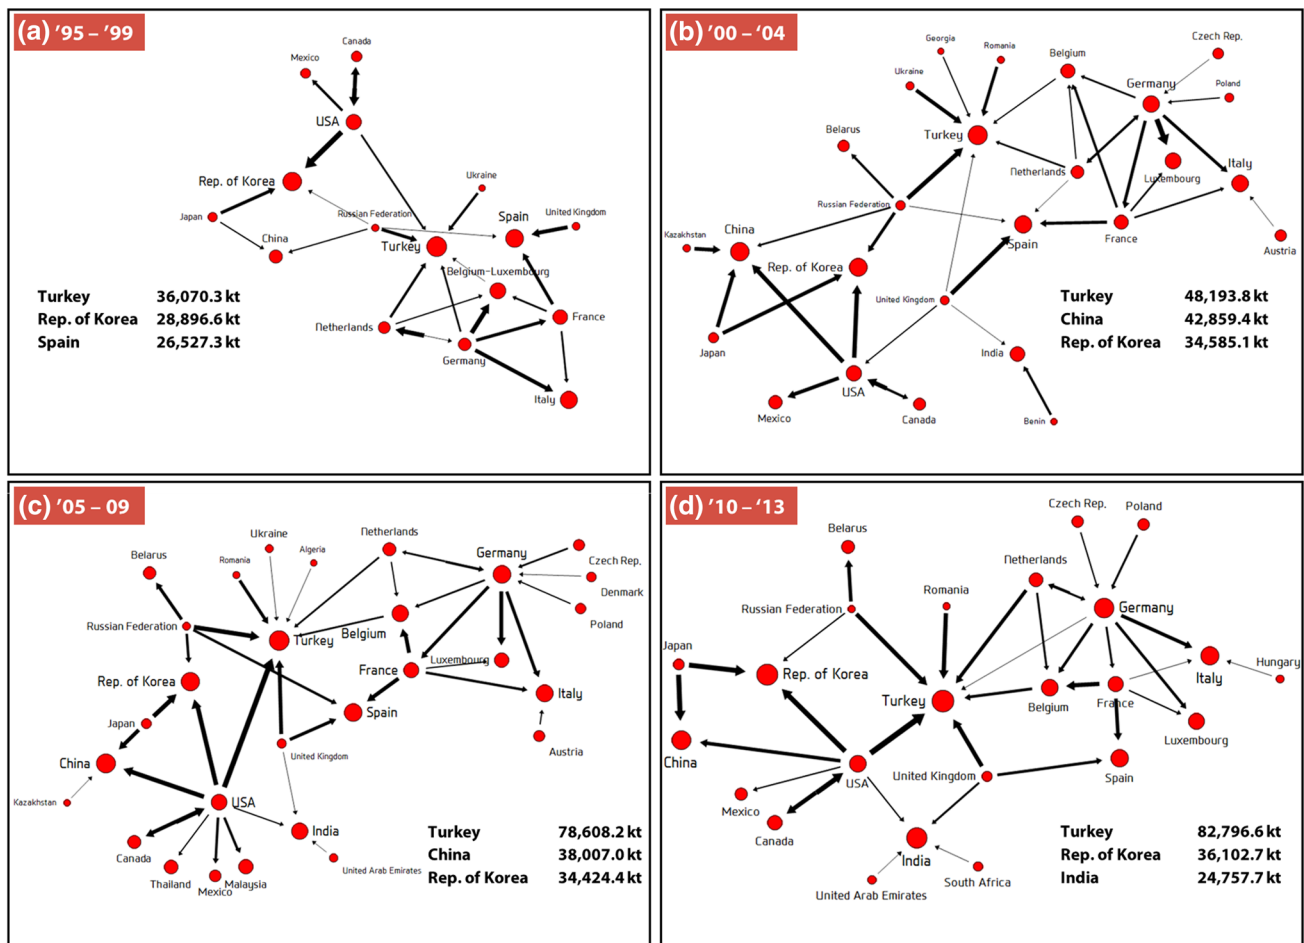 (a) ’95 – ’99
Canada
Mexico
USA
Rep. of Korea
Ukraine
Japan
Russian Federation
Spain
United Kingdom
China
Turkey
Belgium-Luxembourg
Turkey 36,070.3 kt
Rep. of Korea 28,896.6 kt
Spain 26,527.3 kt
Netherlands
France
Germany
Italy
(b) ’00 – ‘04
Georgia
Romania
Belgium
Czech Rep.
Ukraine
Germany
Poland
Belarus
Turkey
Netherlands
Luxembourg
Italy
Russian Federation
Kazakhstan
China
Spain
France
Austria
Rep. of Korea
United Kingdom
Turkey 48,193.8 kt
China 42,859.4 kt
Rep. of Korea 34,585.1 kt
Japan
India
USA
Mexico
Canada
Benin
(c) ’05 – 09
Ukraine
Netherlands
Belarus
Romania
Algeria
Germany
Czech Rep.
Denmark
Poland
Russian Federation
Turkey
Belgium
Rep. of Korea
France
Luxembourg
Italy
Japan
Spain
China
United Kingdom
Austria
Kazakhstan
USA
India
Canada
Thailand
Mexico
Malaysia
United Arab Emirates
Turkey 78,608.2 kt
China 38,007.0 kt
Rep. of Korea 34,424.4 kt
(d) ’10 – ‘13
Czech Rep.
Poland
Belarus
Netherlands
Romania
Russian Federation
Germany
Japan
Rep. of Korea
Hungary
Italy
Turkey
Belgium
France
Luxembourg
China
USA
United Kingdom
Spain
Mexico
Canada
India
United Arab Emirates
South Africa
Turkey 82,796.6 kt
Rep. of Korea 36,102.7 kt
India 24,757.7 kt